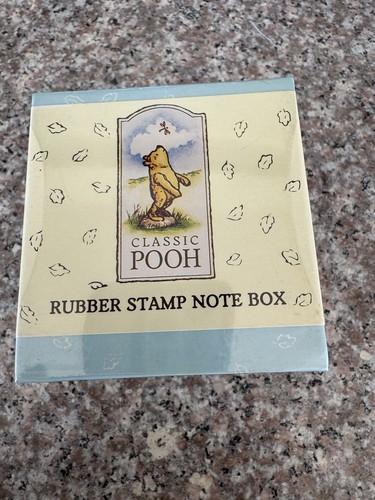 CLASSIC
POOH
RUBBER STAMP NOTE BOX